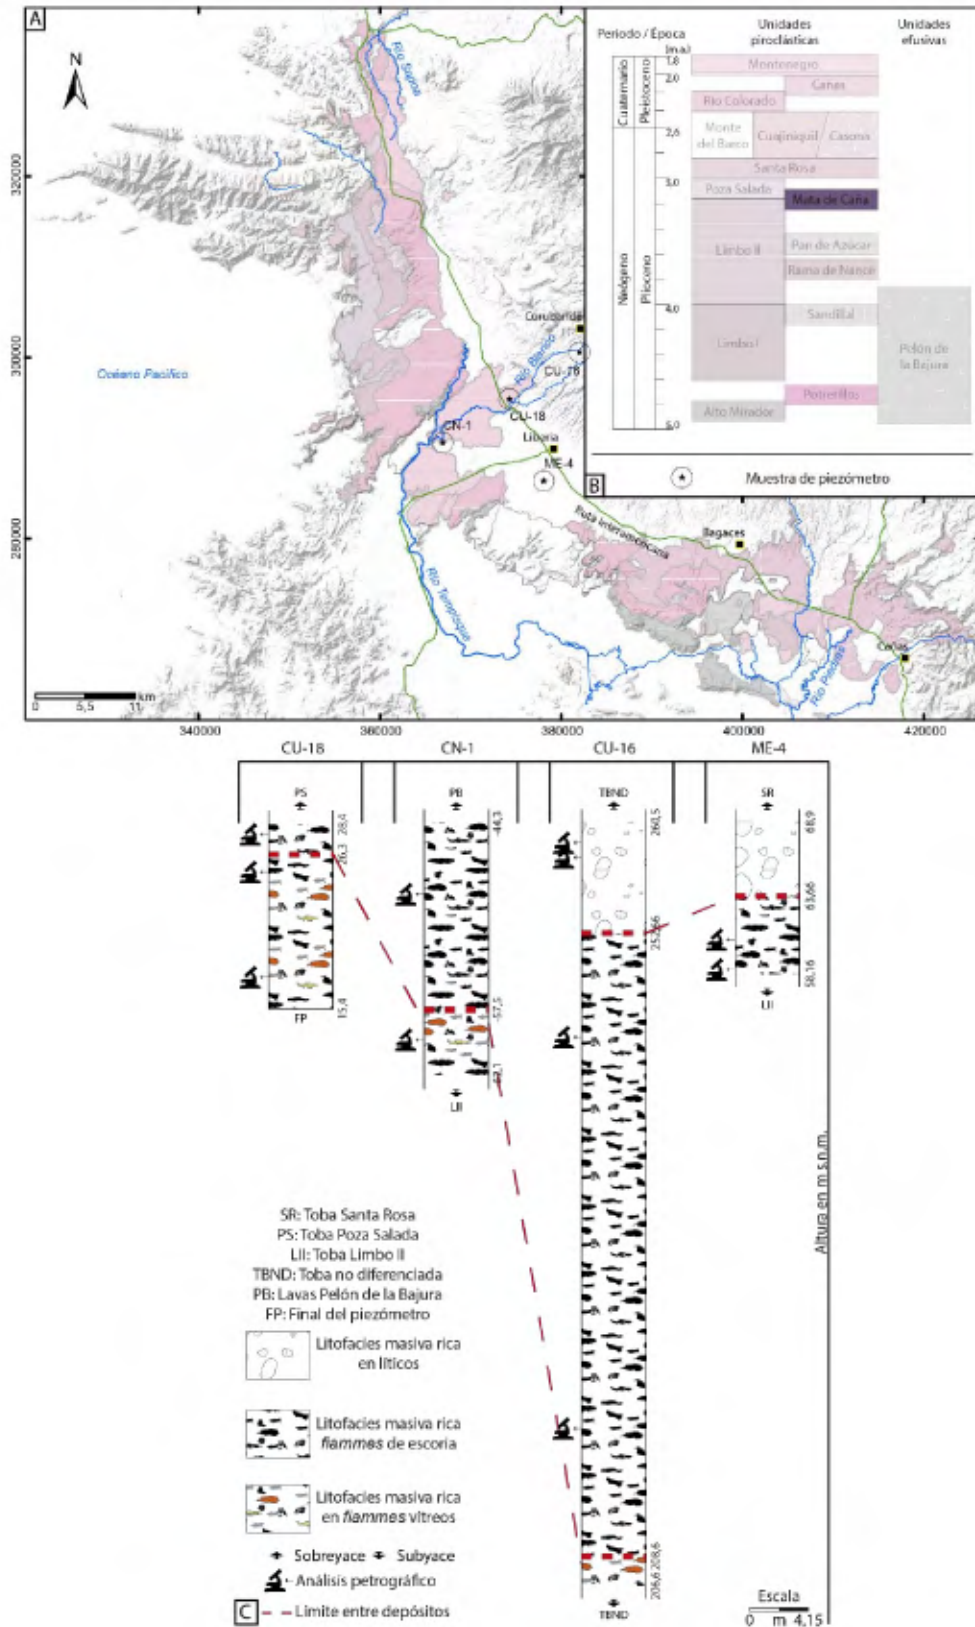 A
N
Río Sapoa
320000
300000
280000
Océano Pacífico
Corubandé
Río Blanco
CU-16
CU-18
CN-1
Liberia
ME-4
Ruta Interamericana
Bagaces
Río Tempisque
Río Piedras
Cañas
0 5,5 11 km
340000 360000 380000 400000 420000
Periodo / Época
(m.a.)
Unidades
piroclásticas
Unidades
efusivas
Cuaternario
Pleistoceno
Neógeno
Plioceno
1.8
2.0
2,6
3,0
4.0
5,0
Montenegro
Cañas
Río Colorado
Monte
del Barco
Cuajiniquil / Casona
Santa Rosa
Poza Salada
Mata de Caña
Limbo II
Pan de Azúcar
Rama de Nance
Sandillal
Limbo I
Pelón de
la Bajura
Potrerillos
Alto Mirador
B
Muestra de piezómetro
CU-18 CN-1 CU-16 ME-4
PS PB TBND SR
28,4
26,3
15,4
FP
-44,3
-57,5
LII
260,5
252,66
208,6
206,6
TBND
68,9
63,66
58,16
LII
Altura en m s.n.m.
SR: Toba Santa Rosa
PS: Toba Poza Salada
LII: Toba Limbo II
TBND: Toba no diferenciada
PB: Lavas Pelón de la Bajura
FP: Final del piezómetro
Litofacies masiva rica
en líticos
Litofacies masiva rica
fiammes de escoria
Litofacies masiva rica
en fiammes vítreos
Sobreyace Subyace
Análisis petrográfico
Límite entre depósitos
C
Escala
0 m 4,15